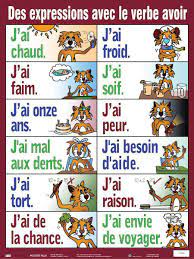 Des expressions avec le verbe avoir
J'ai chaud.
J'ai froid.
J'ai faim.
J'ai soif.
J'ai onze ans.
J'ai peur.
J'ai mal aux dents.
J'ai besoin d'aide.
J'ai tort.
J'ai raison.
J'ai de la chance.
J'ai envie de voyager.